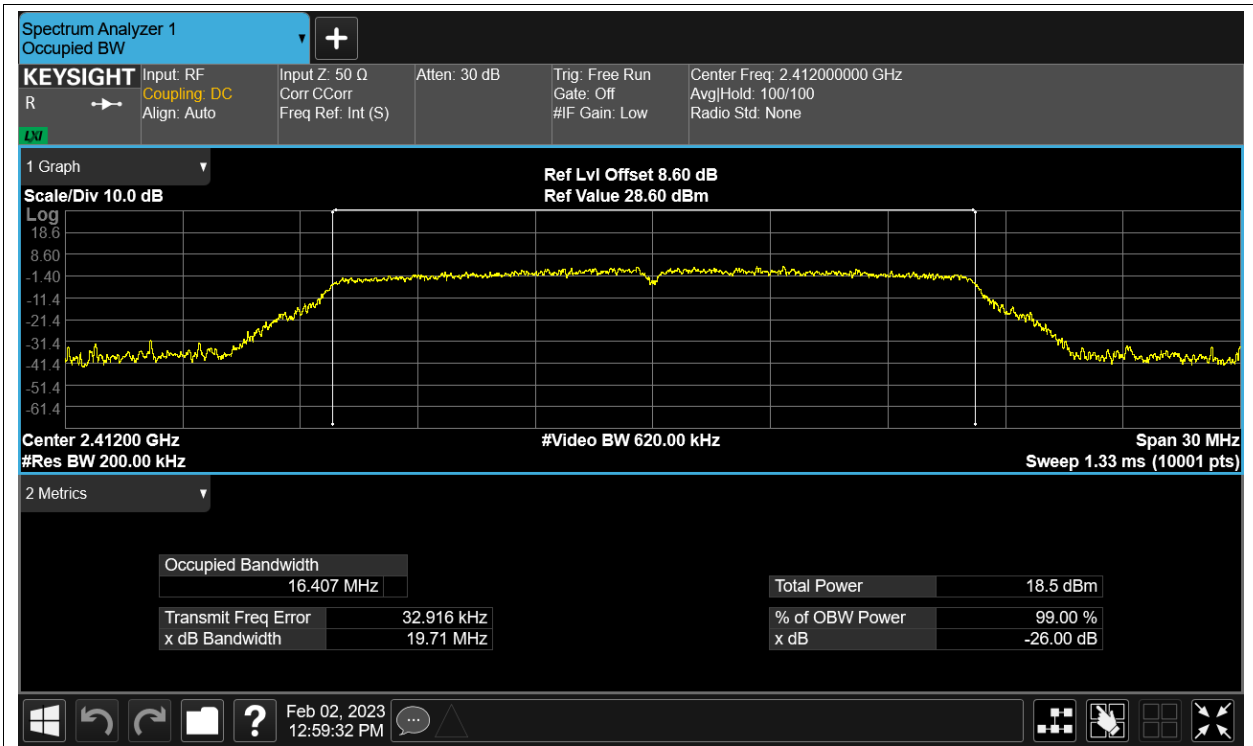 Spectrum Analyzer 1
Occupied BW
KEYSIGHT
R
LXI
Input: RF
Coupling: DC
Align: Auto
Input Z: 50 Ω
Corr CCorr
Freq Ref: Int (S)
Atten: 30 dB
Trig: Free Run
Gate: Off
#IF Gain: Low
Center Freq: 2.412000000 GHz
Avg|Hold: 100/100
Radio Std: None
1 Graph
Scale/Div 10.0 dB
Ref Lvl Offset 8.60 dB
Ref Value 28.60 dBm
Log
18.6
8.60
-1.40
-11.4
-21.4
-31.4
-41.4
-51.4
-61.4
Center 2.41200 GHz
#Res BW 200.00 kHz
#Video BW 620.00 kHz
Span 30 MHz
Sweep 1.33 ms (10001 pts)
2 Metrics
Occupied Bandwidth
16.407 MHz
Transmit Freq Error 32.916 kHz
x dB Bandwidth 19.71 MHz
Total Power 18.5 dBm
% of OBW Power 99.00 %
x dB -26.00 dB
?
Feb 02, 2023
12:59:32 PM